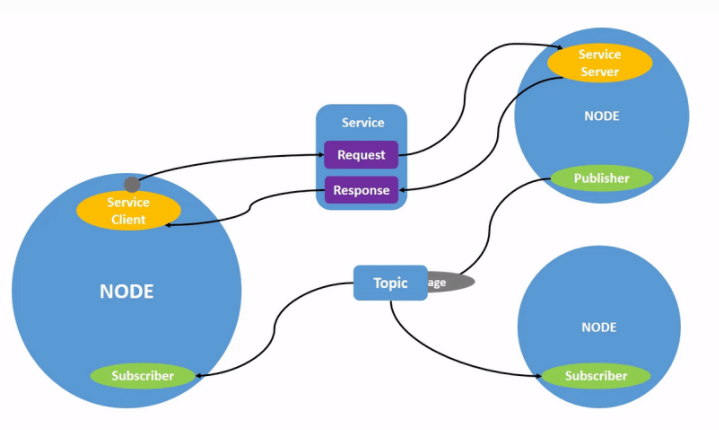 Service
Server
Service
NODE
Request
Publisher
Response
Service
Client
Topic
age
NODE
NODE
Subscriber
Subscriber